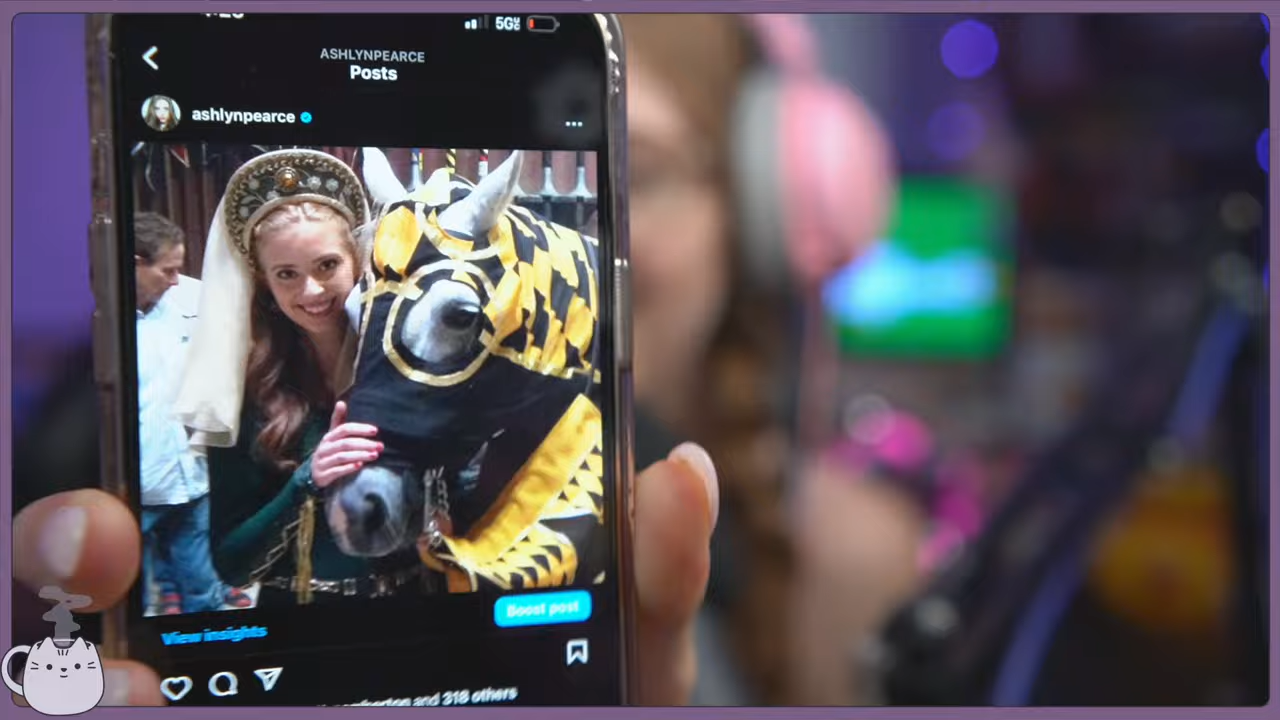 5G
ASHLYNPEARCE
Posts
ashlynpearce
Boost post
View insights
and 318 others